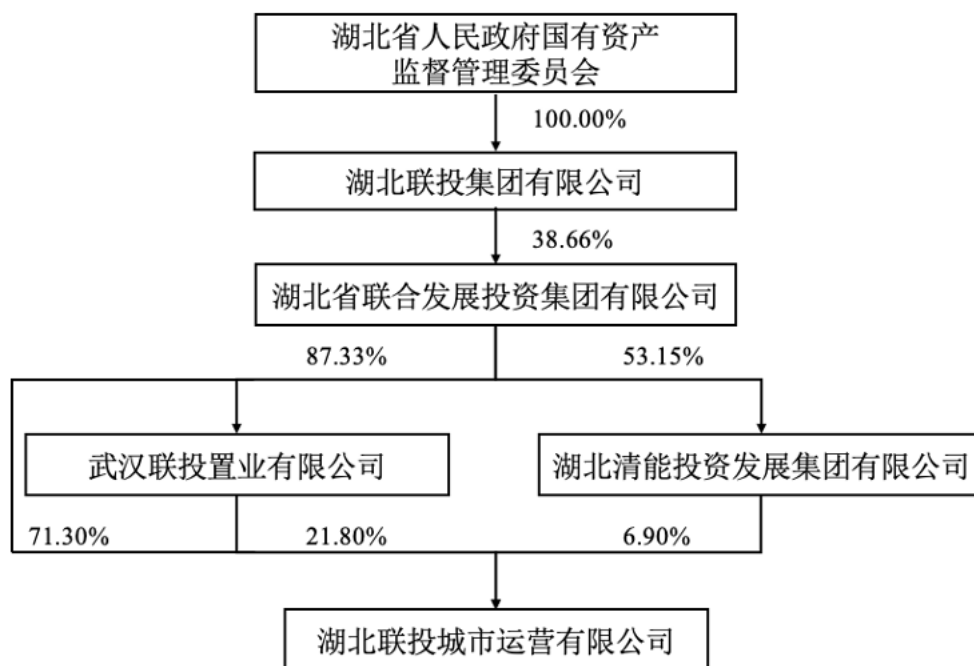 湖北省人民政府国有资产
监督管理委员会
100.00%
湖北联投集团有限公司
38.66%
湖北省联合发展投资集团有限公司
87.33%
53.15%
武汉联投置业有限公司
湖北清能投资发展集团有限公司
71.30%
21.80%
6.90%
湖北联投城市运营有限公司